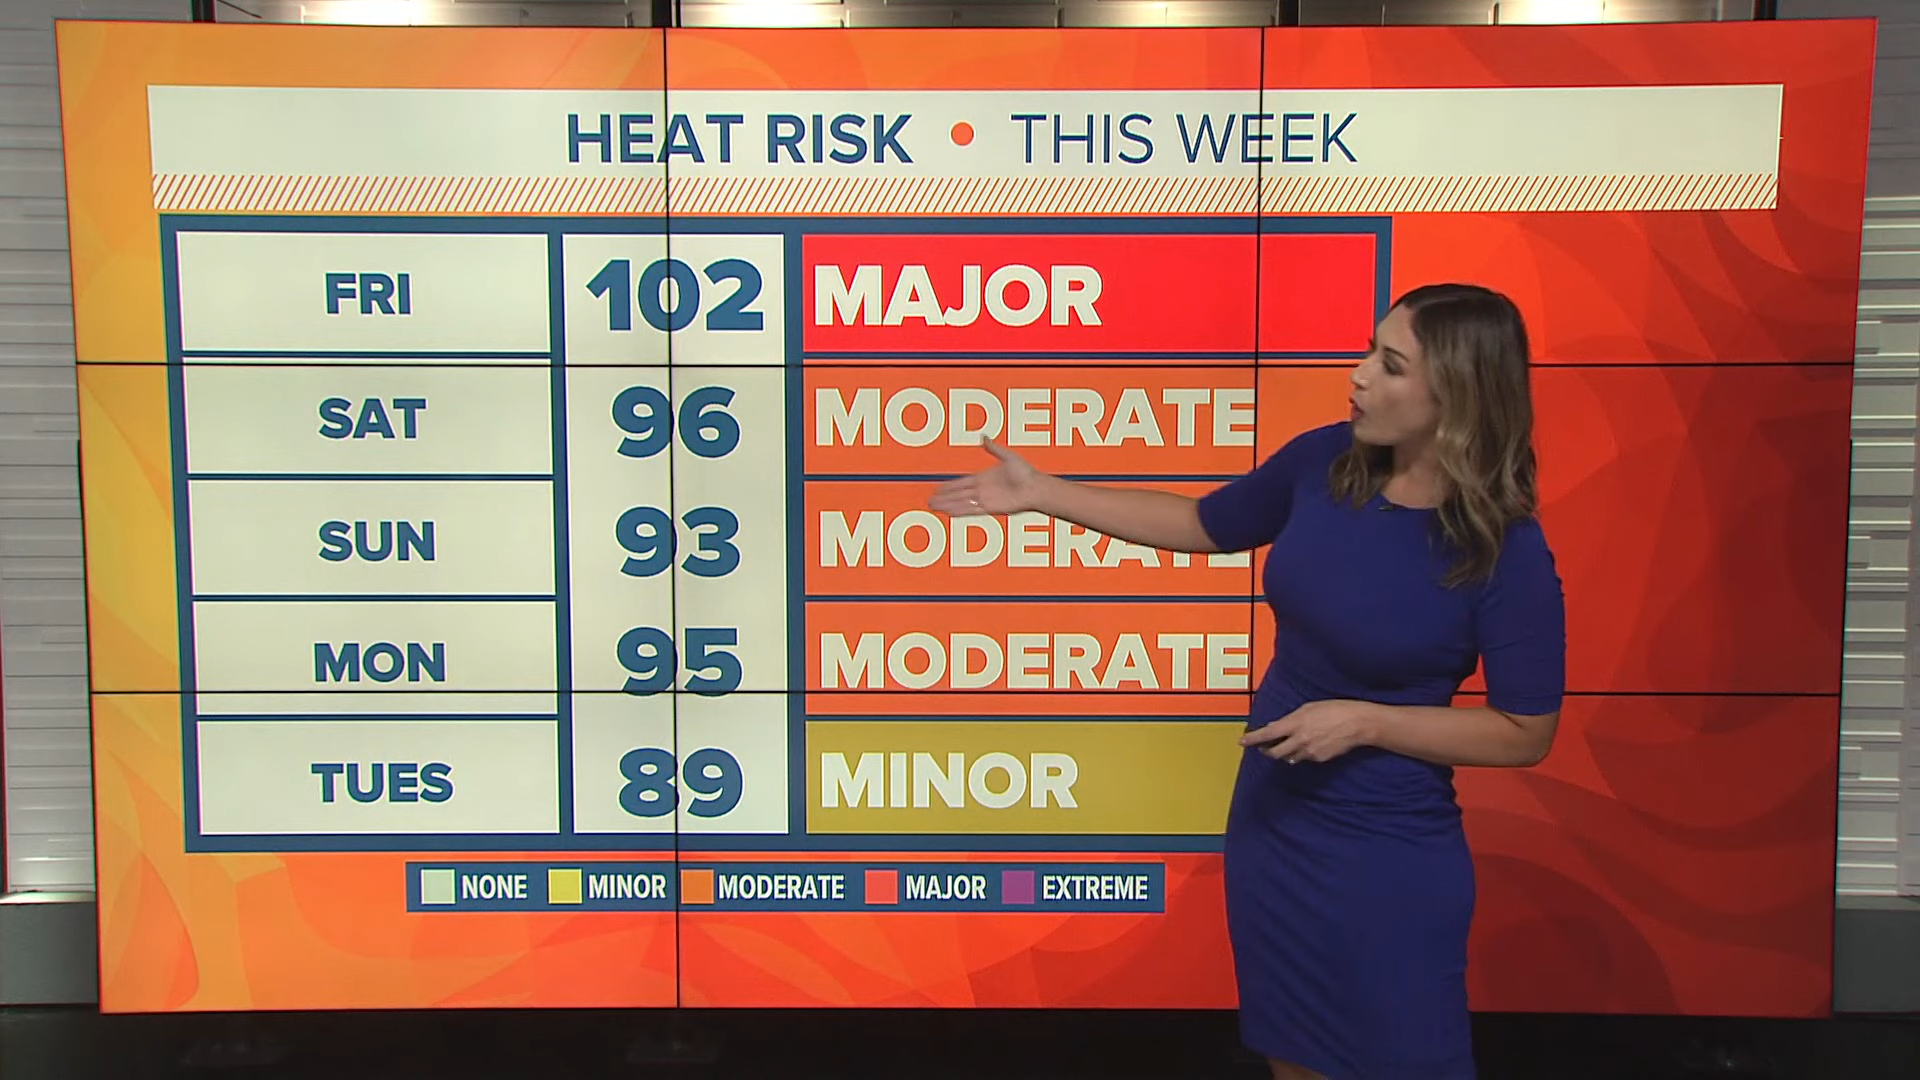 HEAT RISK • THIS WEEK
FRI 102 MAJOR
SAT 96 MODERATE
SUN 93 MODERATE
MON 95 MODERATE
TUES 89 MINOR
NONE MINOR MODERATE MAJOR EXTREME